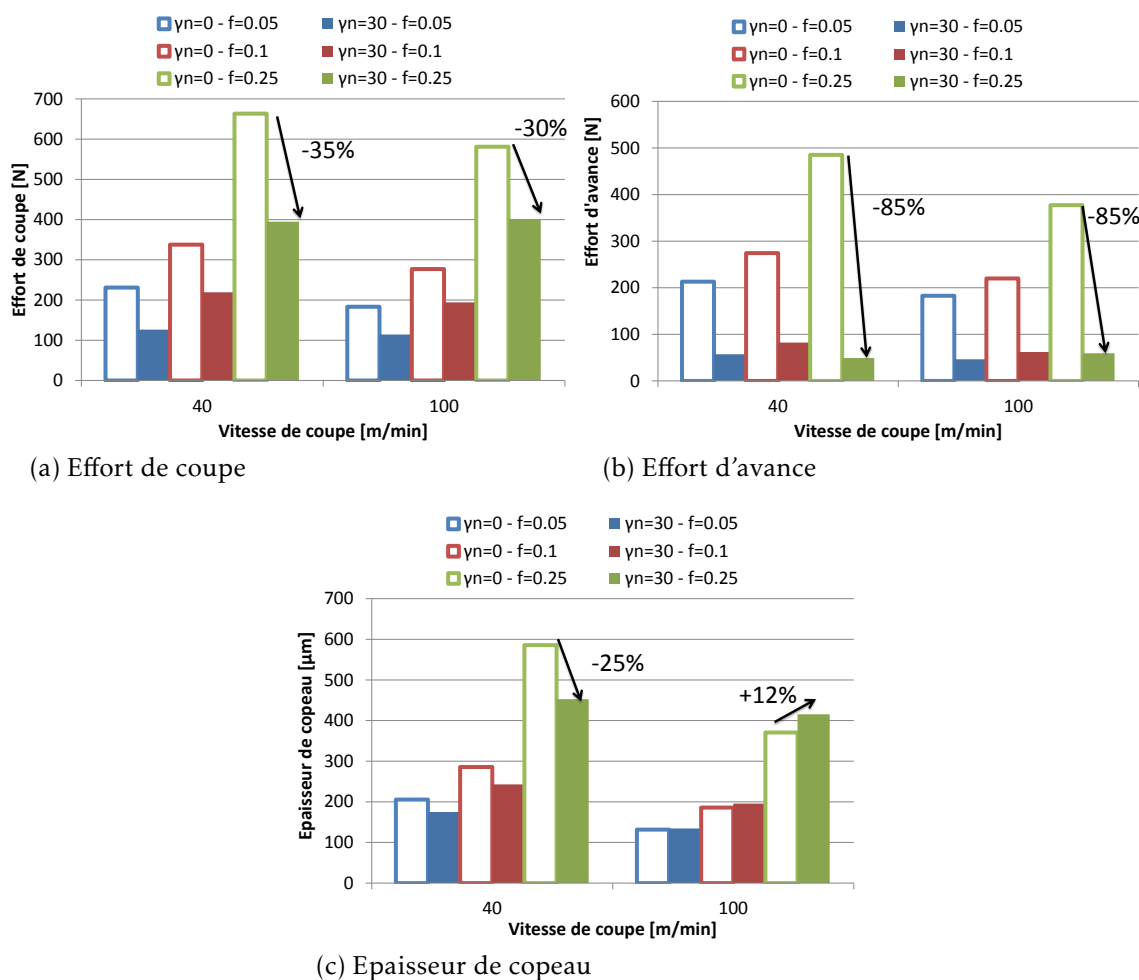 γn=0 - f=0.05 γn=30 - f=0.05
γn=0 - f=0.1 γn=30 - f=0.1
γn=0 - f=0.25 γn=30 - f=0.25
700
600
500
400
300
200
100
0
Effort de coupe [N]
-35%
-30%
40 100
Vitesse de coupe [m/min]
(a) Effort de coupe
γn=0 - f=0.05 γn=30 - f=0.05
γn=0 - f=0.1 γn=30 - f=0.1
γn=0 - f=0.25 γn=30 - f=0.25
600
500
400
300
200
100
0
Effort d'avance [N]
-85%
-85%
40 100
Vitesse de coupe [m/min]
(b) Effort d’avance
γn=0 - f=0.05 γn=30 - f=0.05
γn=0 - f=0.1 γn=30 - f=0.1
γn=0 - f=0.25 γn=30 - f=0.25
700
600
500
400
300
200
100
0
Epaisseur de copeau [µm]
-25%
+12%
40 100
Vitesse de coupe [m/min]
(c) Epaisseur de copeau